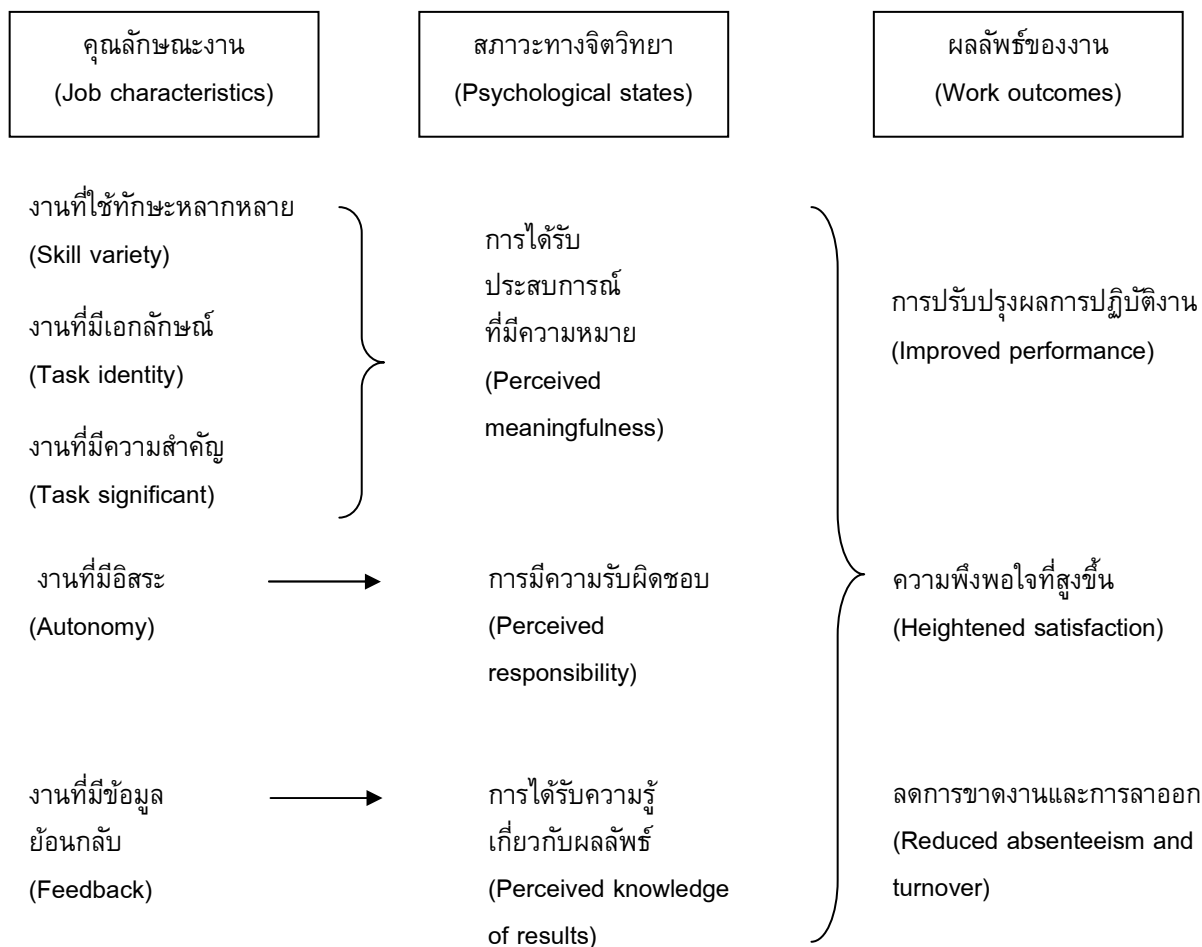 คุณลักษณะงาน
(Job characteristics)
สภาวะทางจิตวิทยา
(Psychological states)
ผลลัพธ์ของงาน
(Work outcomes)
งานที่ใช้ทักษะหลากหลาย
(Skill variety)
งานที่มีเอกลักษณ์
(Task identity)
งานที่มีความสำคัญ
(Task significant)
การได้รับ
ประสบการณ์
ที่มีความหมาย
(Perceived
meaningfulness)
การปรับปรุงผลการปฏิบัติงาน
(Improved performance)
งานที่มีอิสระ
(Autonomy)
การมีความรับผิดชอบ
(Perceived
responsibility)
ความพึงพอใจที่สูงขึ้น
(Heightened satisfaction)
งานที่มีข้อมูล
ย้อนกลับ
(Feedback)
การได้รับความรู้
เกี่ยวกับผลลัพธ์
(Perceived knowledge
of results)
ลดการขาดงานและการลาออก
(Reduced absenteeism and
turnover)